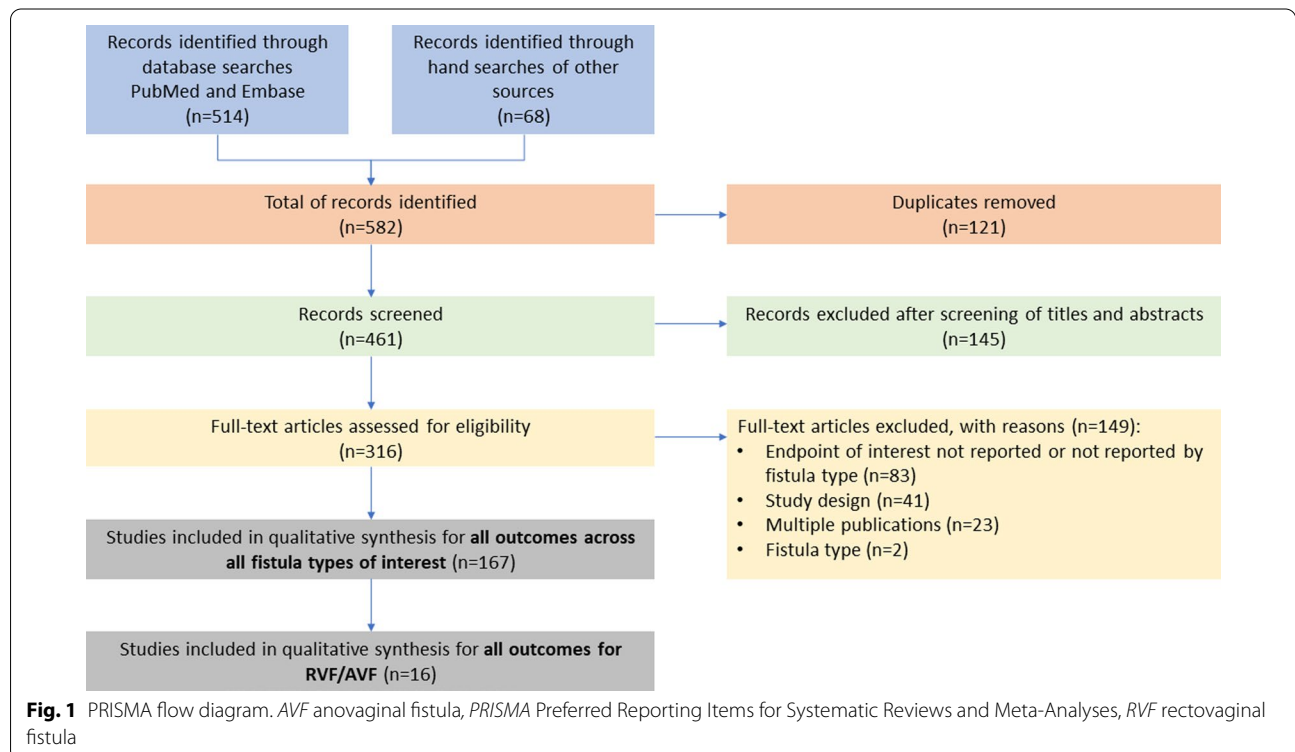 Records identified through
database searches
PubMed and Embase
(n=514)
Records identified through
hand searches of other
sources
(n=68)
Total of records identified
(n=582)
Duplicates removed
(n=121)
Records screened
(n=461)
Records excluded after screening of titles and abstracts
(n=145)
Full-text articles assessed for eligibility
(n=316)
Full-text articles excluded, with reasons (n=149):
• Endpoint of interest not reported or not reported by
fistula type (n=83)
• Study design (n=41)
• Multiple publications (n=23)
• Fistula type (n=2)
Studies included in qualitative synthesis for all outcomes across
all fistula types of interest (n=167)
Studies included in qualitative synthesis for all outcomes for
RVF/AVF (n=16)
Fig. 1 PRISMA flow diagram. AVF anovaginal fistula, PRISMA Preferred Reporting Items for Systematic Reviews and Meta-Analyses, RVF rectovaginal
fistula